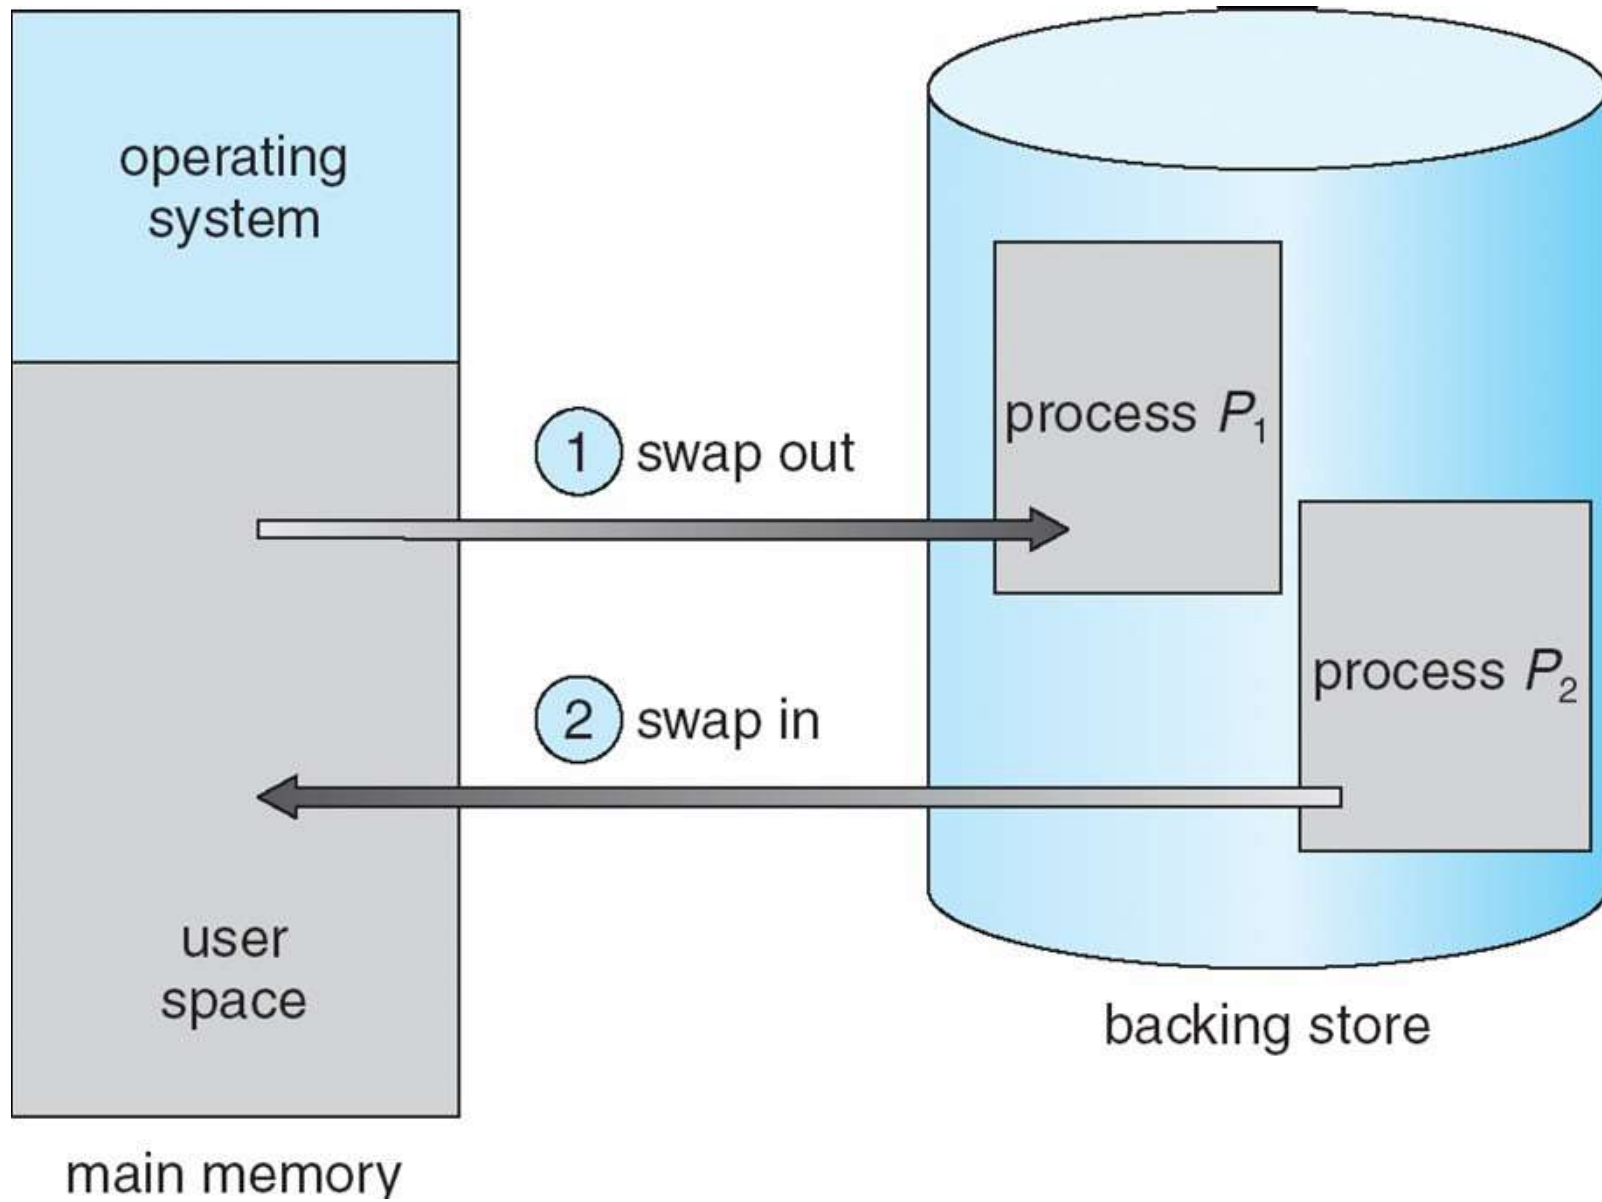 operating
system
1 swap out
process P₁
process P₂
2 swap in
user
space
backing store
main memory